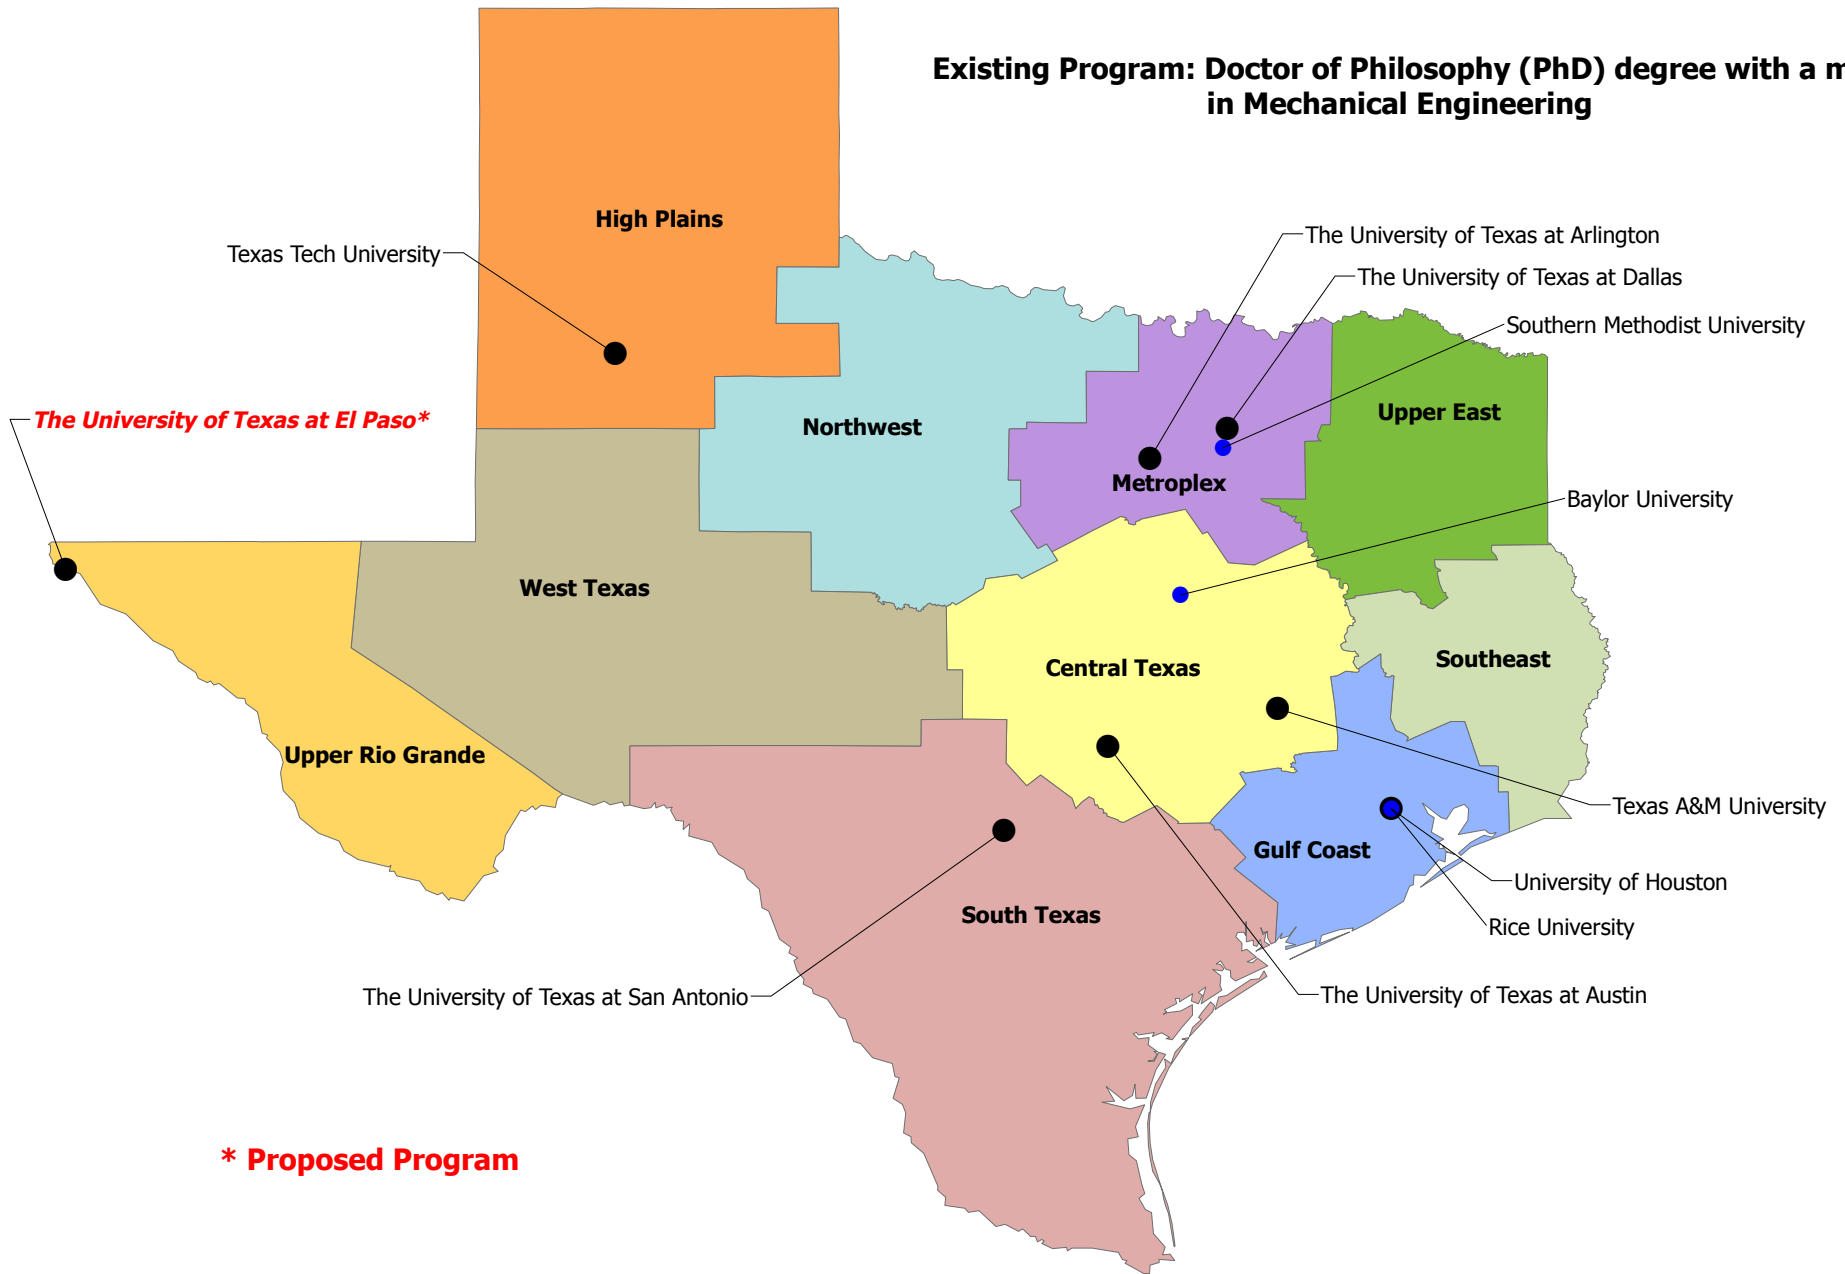 Existing Program: Doctor of Philosophy (PhD) degree with a
in Mechanical Engineering
High Plains
Texas Tech University
The University of Texas at Arlington
The University of Texas at Dallas
Southern Methodist University
The University of Texas at El Paso*
Northwest
Upper East
Metroplex
Baylor University
West Texas
Central Texas
Southeast
Upper Rio Grande
Texas A&M University
Gulf Coast
University of Houston
South Texas
Rice University
The University of Texas at San Antonio
The University of Texas at Austin
* Proposed Program